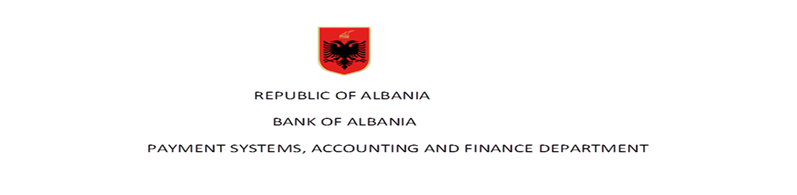 REPUBLIC OF ALBANIA
BANK OF ALBANIA
PAYMENT SYSTEMS, ACCOUNTING AND FINANCE DEPARTMENT